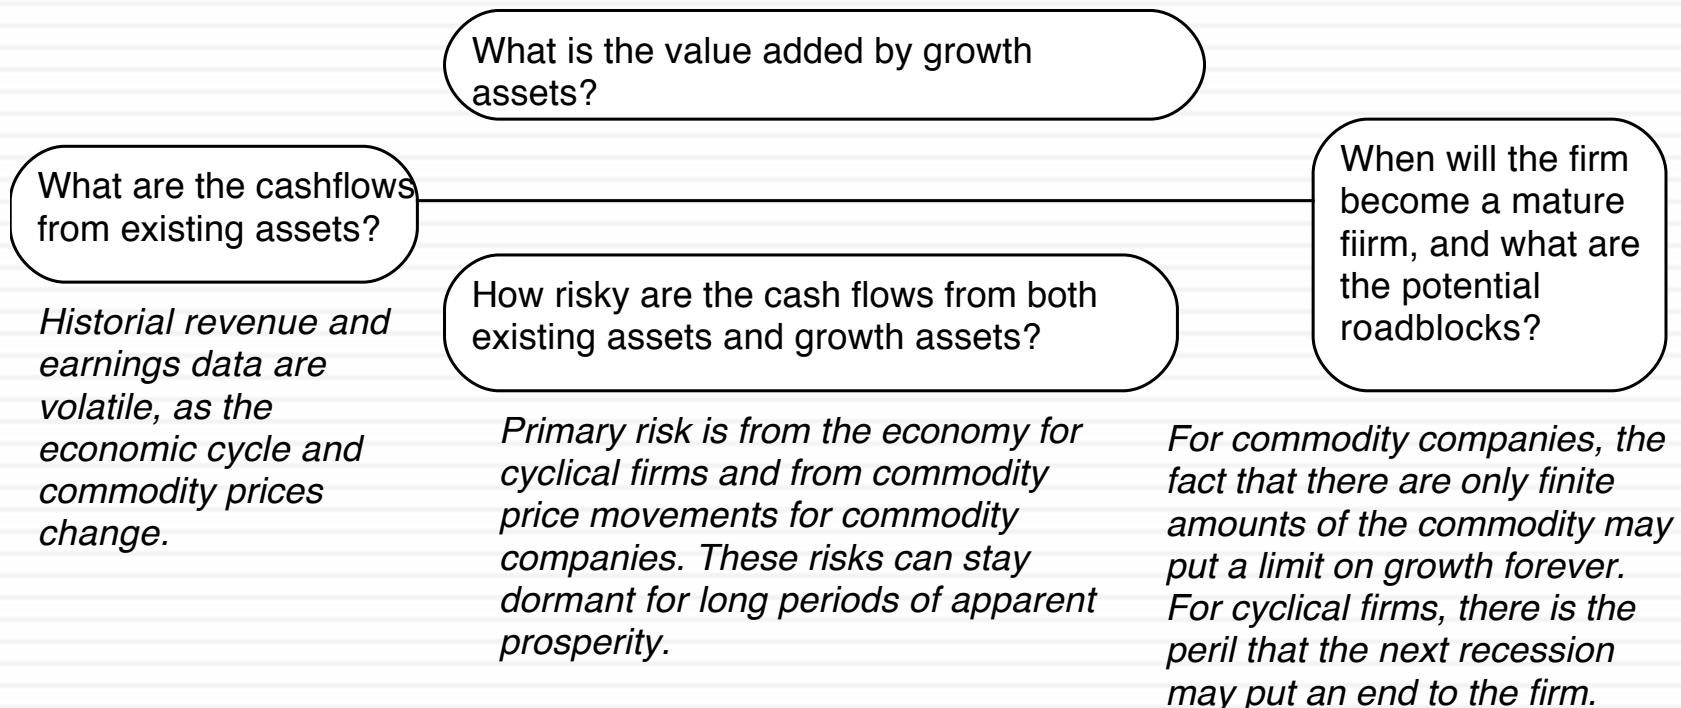 What is the value added by growth
assets?
What are the cashflows
from existing assets?
Historial revenue and
earnings data are
volatile, as the
economic cycle and
commodity prices
change.
How risky are the cash flows from both
existing assets and growth assets?
Primary risk is from the economy for
cyclical firms and from commodity
price movements for commodity
companies. These risks can stay
dormant for long periods of apparent
prosperity.
When will the firm
become a mature
fiirm, and what are
the potential
roadblocks?
For commodity companies, the
fact that there are only finite
amounts of the commodity may
put a limit on growth forever.
For cyclical firms, there is the
peril that the next recession
may put an end to the firm.